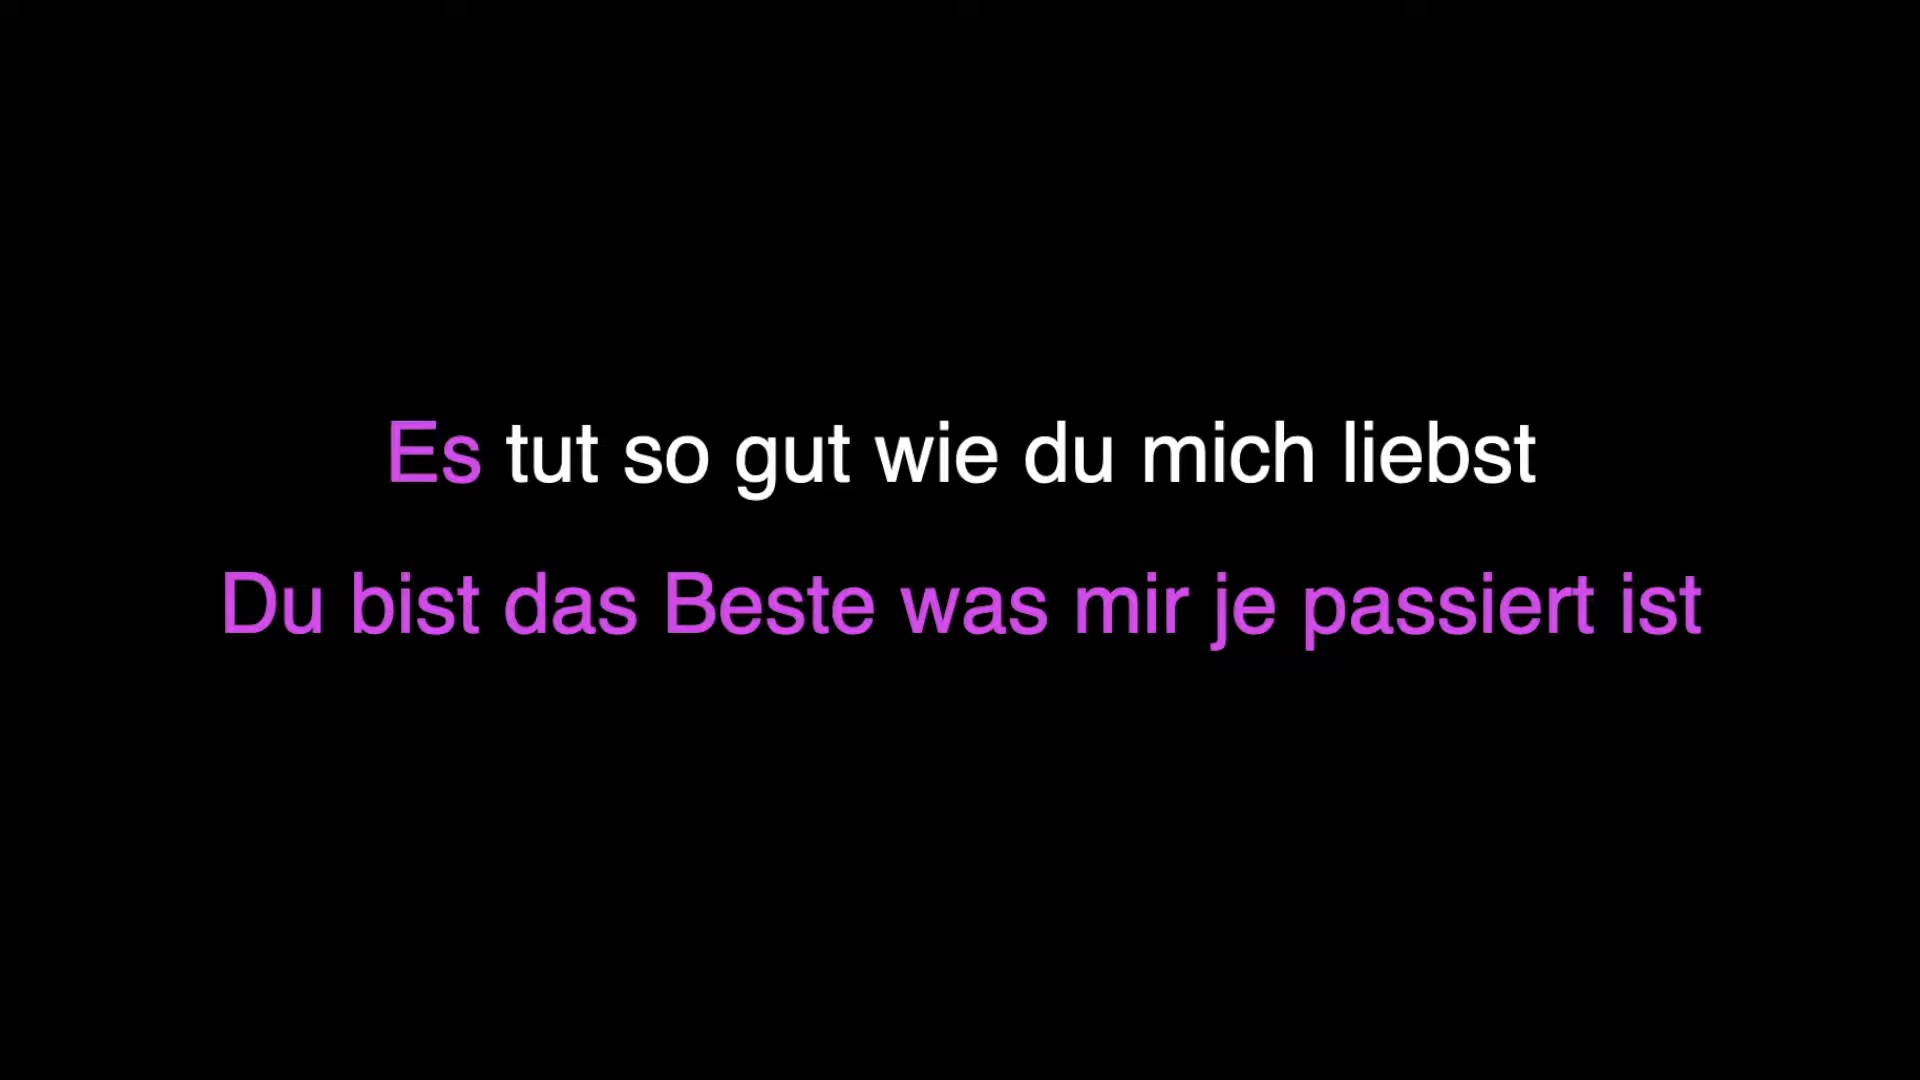 Es tut so gut wie du mich liebst
Du bist das Beste was mir je passiert ist